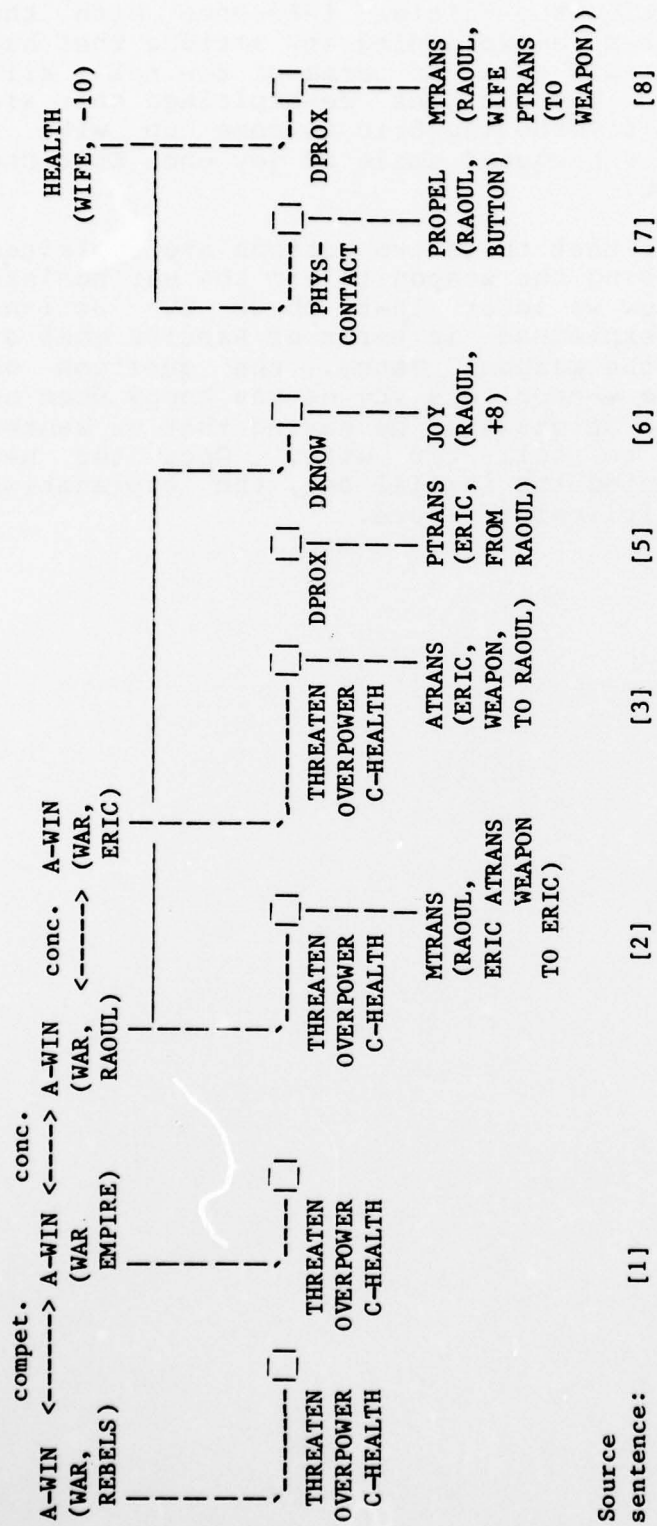 compet. conc.
A-WIN <------> A-WIN <-----> A-WIN conc. A-WIN HEALTH
(WAR, (WAR (WAR, <-----> (WAR, (WIFE, -10)
REBELS) EMPIRE) RAOUL) ERIC)
THREATEN THREATEN THREATEN THREATEN DPROX DKNOW PHYS- DPROX
OVERPOWER OVERPOWER OVERPOWER OVERPOWER CONTACT
C-HEALTH C-HEALTH C-HEALTH C-HEALTH
MTRANS ATRANS PTRANS JOY PROPEL MTRANS
(RAOUL, (ERIC, (ERIC, (RAOUL, (RAOUL, (RAOUL,
ERIC ATRANS WEAPON, FROM +8) BUTTON) WIFE
WEAPON TO RAOUL) RAOUL) PTRANS
TO ERIC) (TO
WEAPON))
Source
sentence: [1] [2] [3] [5] [6] [7] [8]